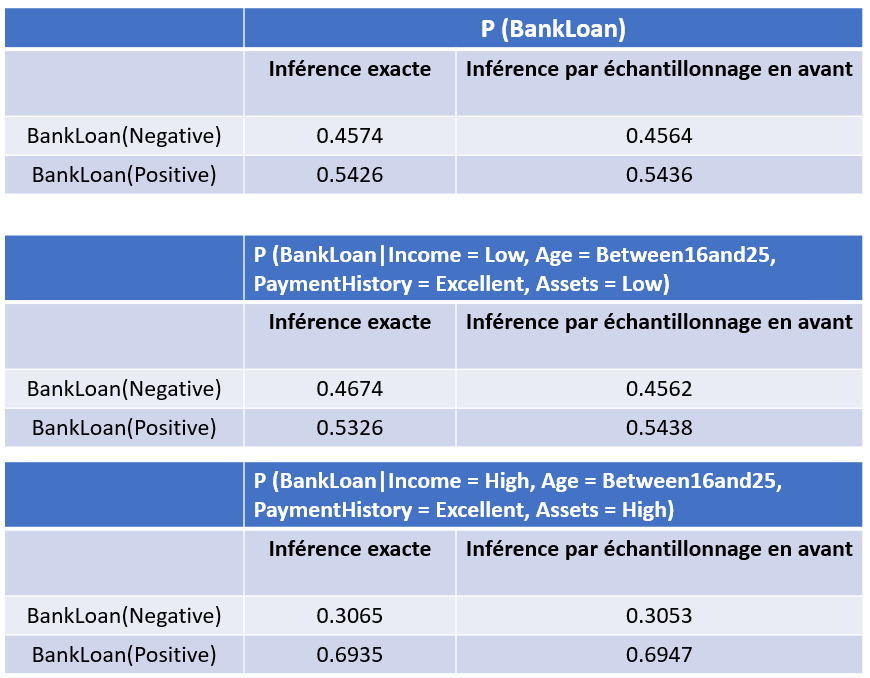 P (BankLoan)
Inférence exacte Inférence par échantillonnage en avant
BankLoan(Negative) 0.4574 0.4564
BankLoan(Positive) 0.5426 0.5436
P (BankLoan|Income = Low, Age = Between16and25,
PaymentHistory = Excellent, Assets = Low)
Inférence exacte Inférence par échantillonnage en avant
BankLoan(Negative) 0.4674 0.4562
BankLoan(Positive) 0.5326 0.5438
P (BankLoan|Income = High, Age = Between16and25,
PaymentHistory = Excellent, Assets = High)
Inférence exacte Inférence par échantillonnage en avant
BankLoan(Negative) 0.3065 0.3053
BankLoan(Positive) 0.6935 0.6947